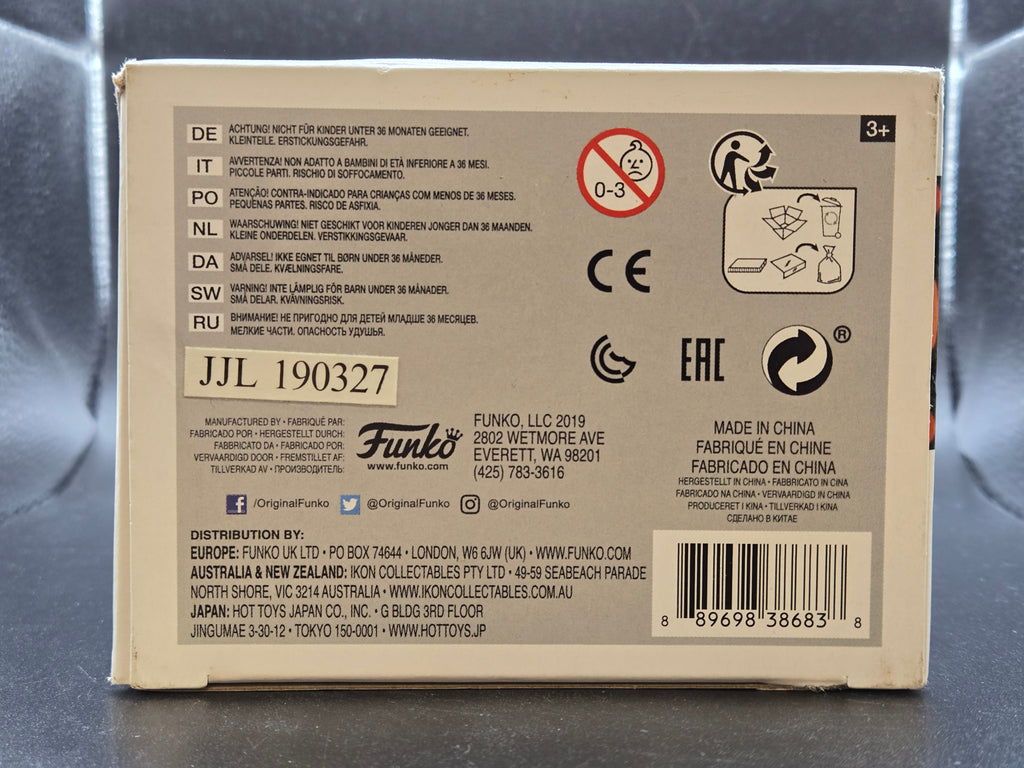 DE ACHTUNG! NICHT FÜR KINDER UNTER 36 MONATEN GEEIGNET.
KLEINTEILE. ERSTICKUNGSGEFAHR.
IT AVVERTENZA! NON ADATTO A BAMBINI DI ETÀ INFERIORE A 36 MESI.
PICCOLE PARTI. RISCHIO DI SOFFOCAMENTO.
PO ATENÇÃO! CONTRA-INDICADO PARA CRIANÇAS COM MENOS DE 36 MESES.
PEQUENAS PARTES. RISCO DE ASFIXIA.
NL WAARSCHUWING! NIET GESCHIKT VOOR KINDEREN JONGER DAN 36 MAANDEN.
KLEINE ONDERDELEN. VERSTIKKINGSGEVAAR.
DA ADVARSEL! IKKE EGNET TIL BØRN UNDER 36 MÅNEDER.
SMÅ DELE. KVÆLNINGSFARE.
SW VARNING! INTE LÄMPLIG FÖR BARN UNDER 36 MÅNADER.
SMÅ DELAR. KVÄVNINGSRISK.
RU ВНИМАНИЕ! НЕ ПРИГОДНО ДЛЯ ДЕТЕЙ МЛАДШЕ 36 МЕСЯЦЕВ.
МЕЛКИЕ ЧАСТИ. ОПАСНОСТЬ УДУШЬЯ.
0-3
3+
CE
EAC
®
JJL 190327
MANUFACTURED BY • FABRIQUÉ PAR:
FABRICADO POR • HERGESTELLT DURCH:
FABBRICATO DA • FABRICADO POR:
VERVAARDIGD DOOR • FREMSTILLET AF:
TILLVERKAD AV • ПРОИЗВОДИТЕЛЬ:
Funko
www.funko.com
FUNKO, LLC 2019
2802 WETMORE AVE
EVERETT, WA 98201
(425) 783-3616
MADE IN CHINA
FABRIQUÉ EN CHINE
FABRICADO EN CHINA
HERGESTELLT IN CHINA • FABBRICATO IN CINA
FABRICADO NA CHINA • VERVAARDIGD IN CHINA
PRODUCERET I KINA • TILLVERKAD I KINA
СДЕЛАНО В КИТАЕ
/OriginalFunko @OriginalFunko @OriginalFunko
DISTRIBUTION BY:
EUROPE: FUNKO UK LTD • PO BOX 74644 • LONDON, W6 6JW (UK) • WWW.FUNKO.COM
AUSTRALIA & NEW ZEALAND: IKON COLLECTABLES PTY LTD • 49-59 SEABEACH PARADE
NORTH SHORE, VIC 3214 AUSTRALIA • WWW.IKONCOLLECTABLES.COM.AU
JAPAN: HOT TOYS JAPAN CO., INC. • G BLDG 3RD FLOOR
JINGUMAE 3-30-12 • TOKYO 150-0001 • WWW.HOTTOYS.JP
8 89698 38683 8